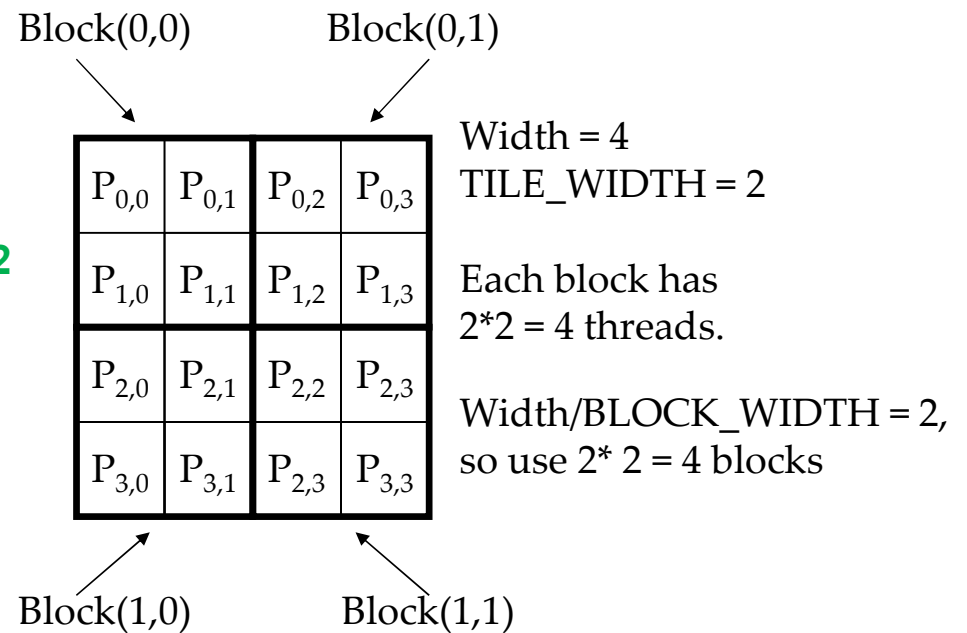 Block(0,0) Block(0,1)
Width = 4
TILE_WIDTH = 2
P0,0 P0,1 P0,2 P0,3
2
P1,0 P1,1 P1,2 P1,3
Each block has
2*2 = 4 threads.
P2,0 P2,1 P2,2 P2,3
Width/BLOCK_WIDTH = 2,
so use 2* 2 = 4 blocks
P3,0 P3,1 P2,3 P3,3
Block(1,0) Block(1,1)